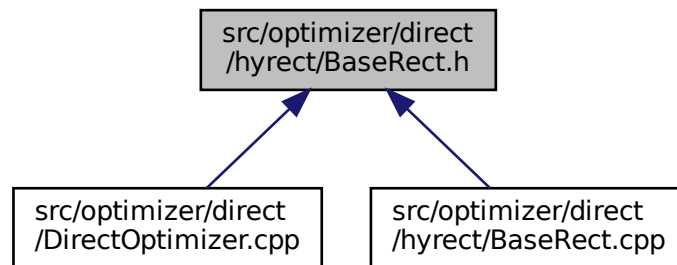 src/optimizer/direct
/hyrect/BaseRect.h
src/optimizer/direct
/DirectOptimizer.cpp
src/optimizer/direct
/hyrect/BaseRect.cpp